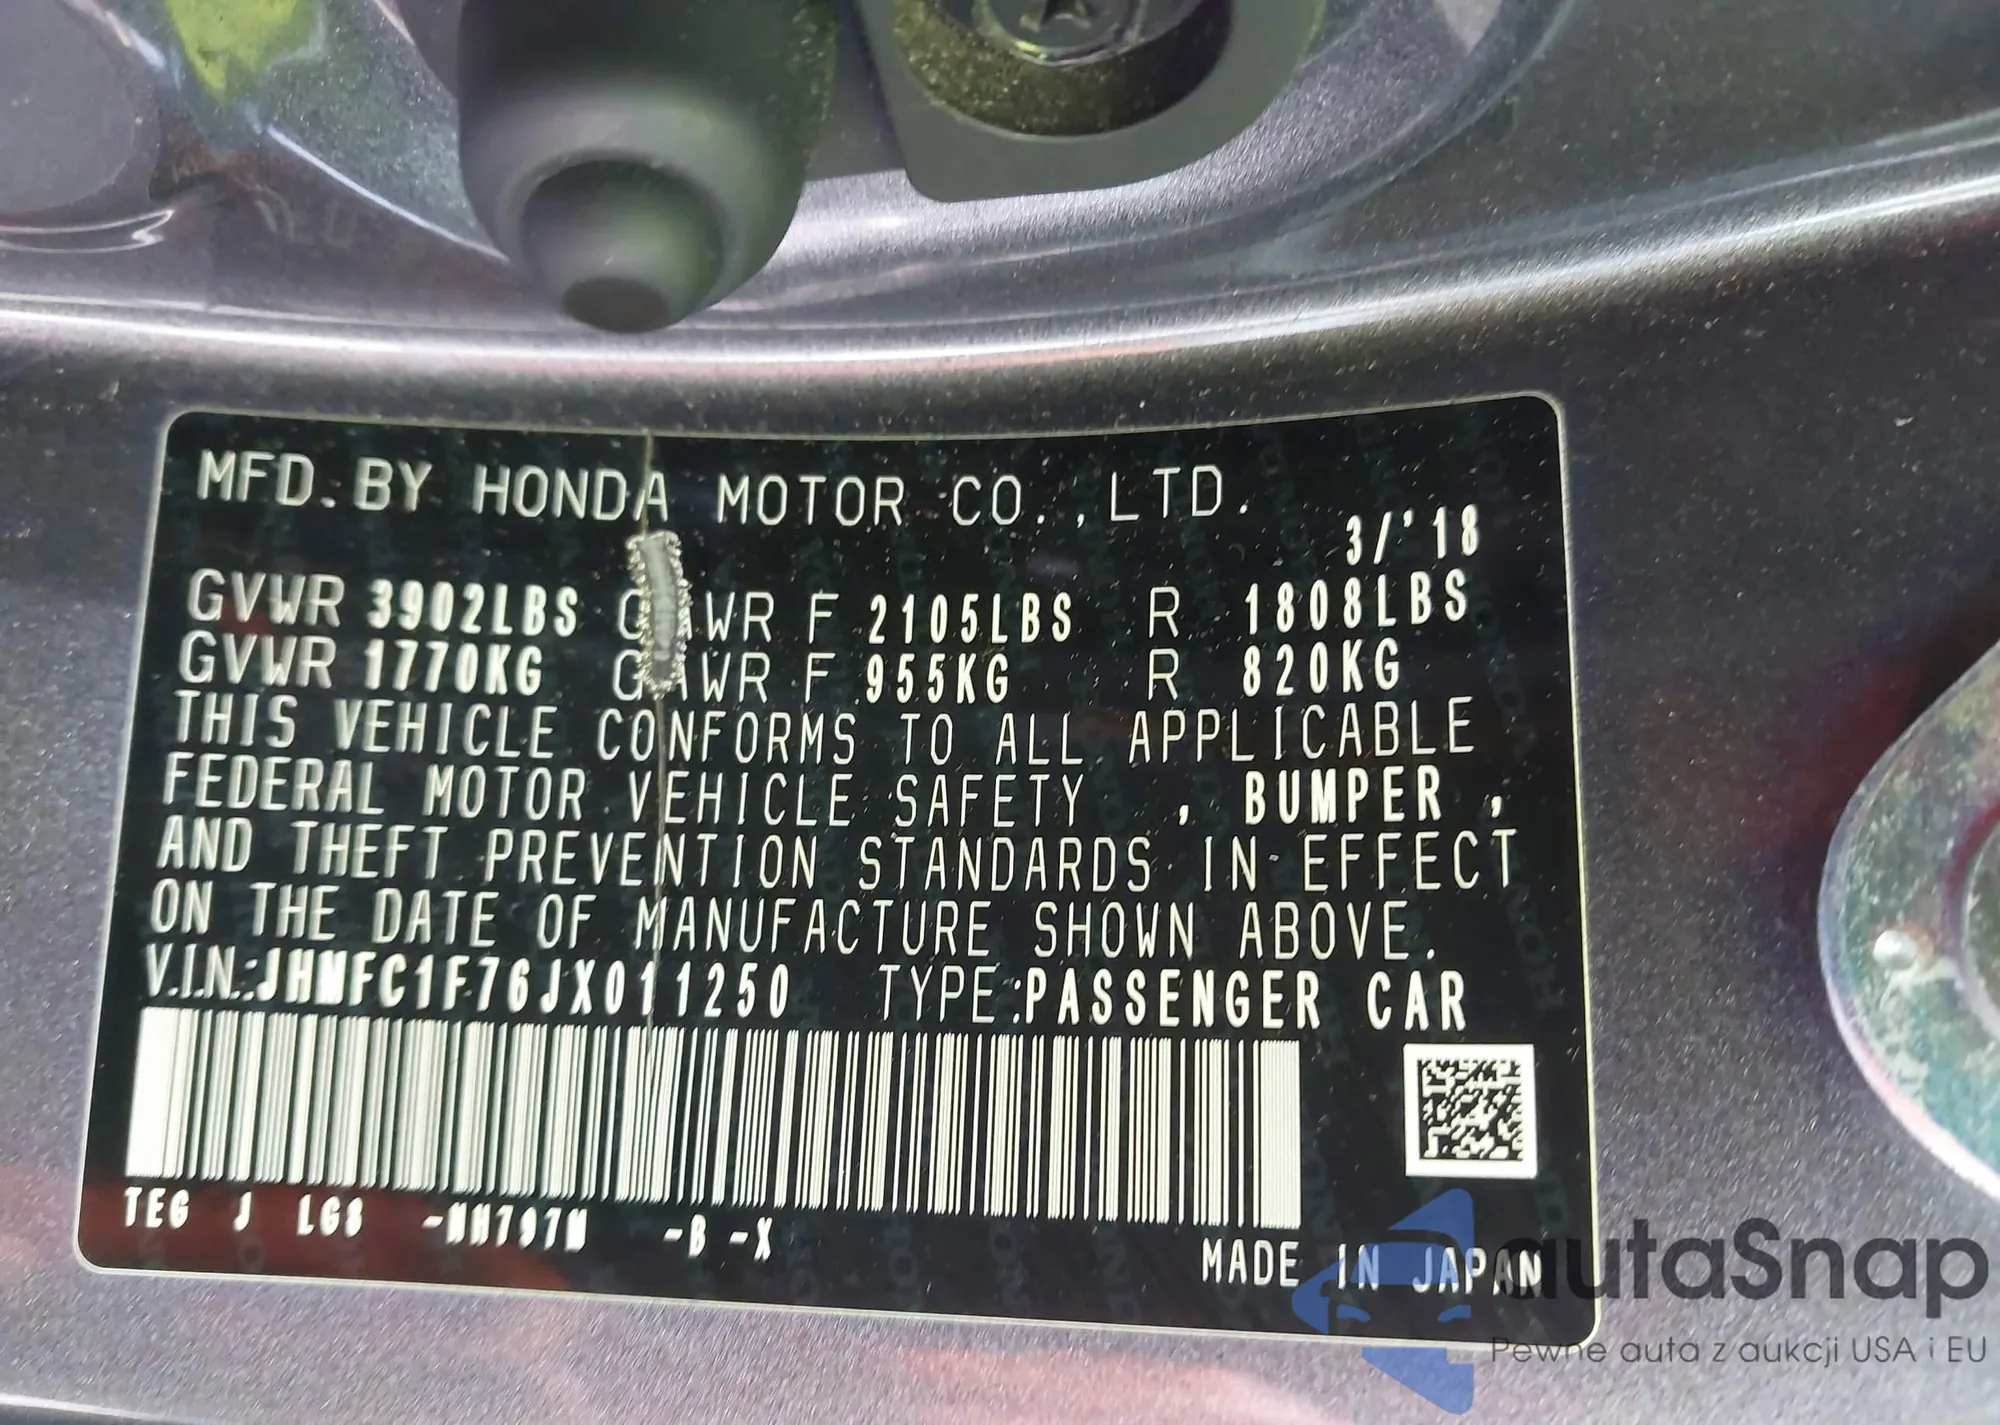 MFD. BY HONDA MOTOR CO., LTD.
3/'18
GVWR 3902LBS GAWR F 2105LBS R 1808LBS
GVWR 1770KG GAWR F 955KG R 820KG
THIS VEHICLE CONFORMS TO ALL APPLICABLE
FEDERAL MOTOR VEHICLE SAFETY , BUMPER ,
AND THEFT PREVENTION STANDARDS IN EFFECT
ON THE DATE OF MANUFACTURE SHOWN ABOVE.
V.I.N.:JHMFC1F76JX011250 TYPE:PASSENGER CAR
TEG J LG8 -NH797M -B -X
MADE IN JAPAN
autaSnap
Pewne auta z aukcji USA i EU